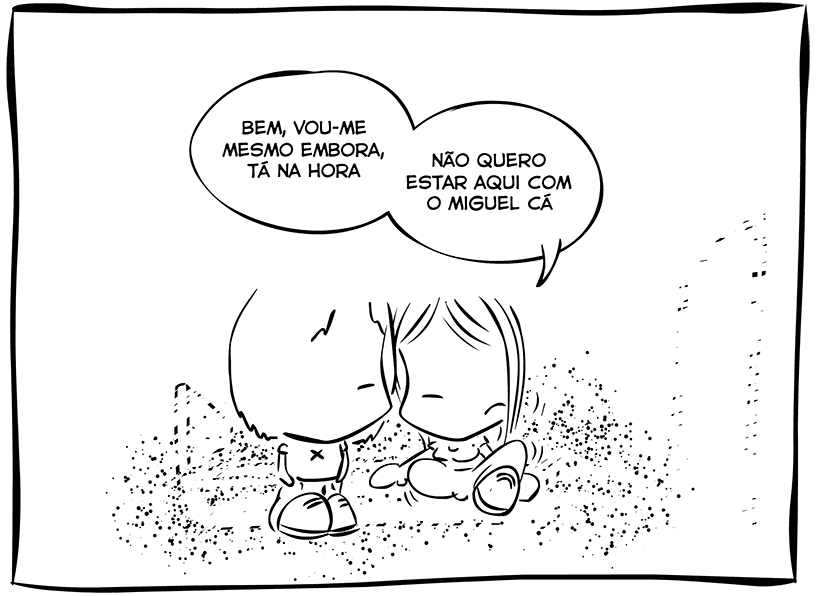 BEM, VOU-ME
MESMO EMBORA,
TÁ NA HORA
NÃO QUERO
ESTAR AQUI COM
O MIGUEL CÁ